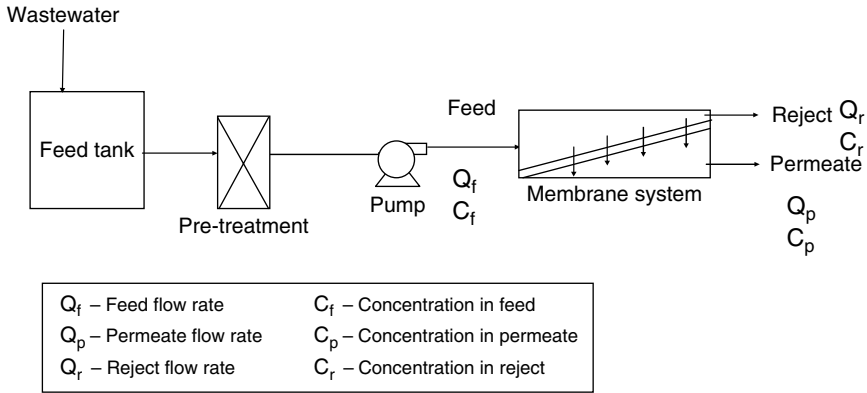 Wastewater
Feed tank
Pre-treatment
Pump
Feed
Q_f
C_f
Membrane system
Reject Q_r
C_r
Permeate
Q_p
C_p
Q_f – Feed flow rate
C_f – Concentration in feed
Q_p – Permeate flow rate
C_p – Concentration in permeate
Q_r – Reject flow rate
C_r – Concentration in reject